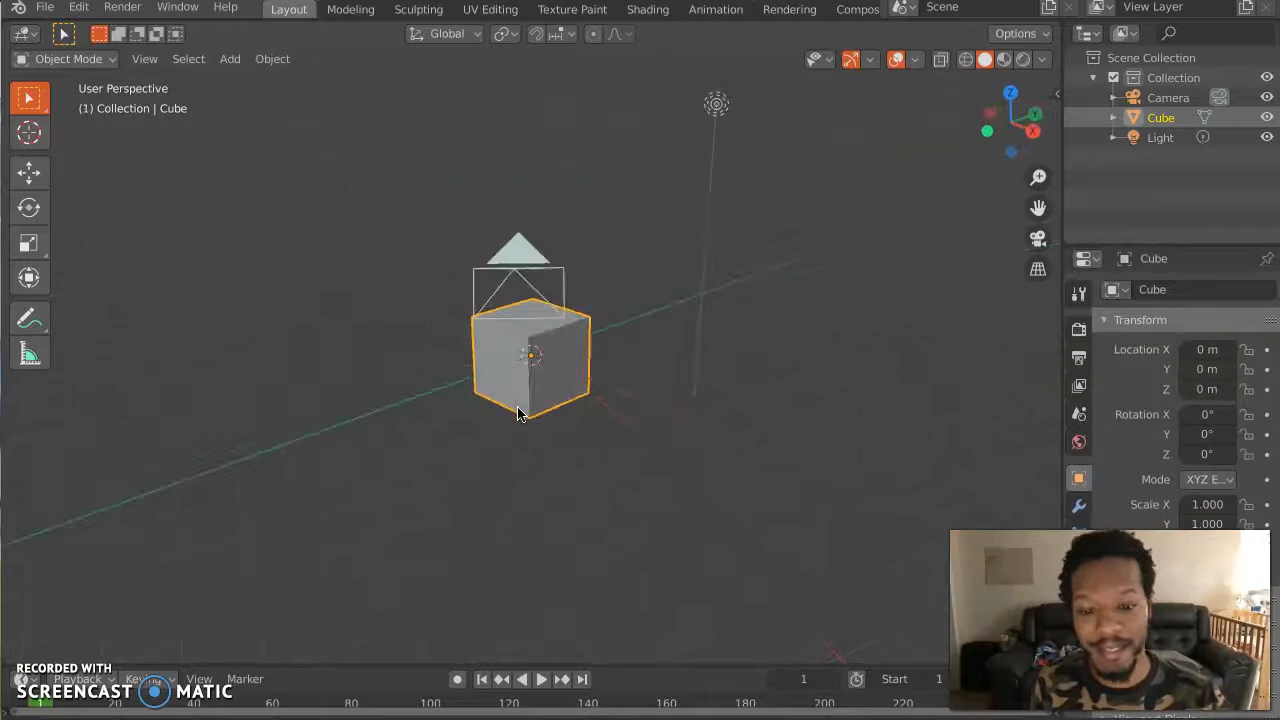 File Edit Render Window Help Layout Modeling Sculpting UV Editing Texture Paint Shading Animation Rendering Compos Scene View Layer
Global Options
Object Mode View Select Add Object
User Perspective
(1) Collection | Cube
Z
Y
X
Scene Collection
Collection
Camera
Cube
Light
Cube
Cube
Transform
Location X 0 m
Y 0 m
Z 0 m
Rotation X 0°
Y 0°
Z 0°
Mode XYZ E...
Scale X 1.000
Y 1.000
RECORDED WITH
SCREENCAST MATIC
Playback Keying View Marker 1 Start 1
1 20 40 60 80 100 120 140 160 180 200 220